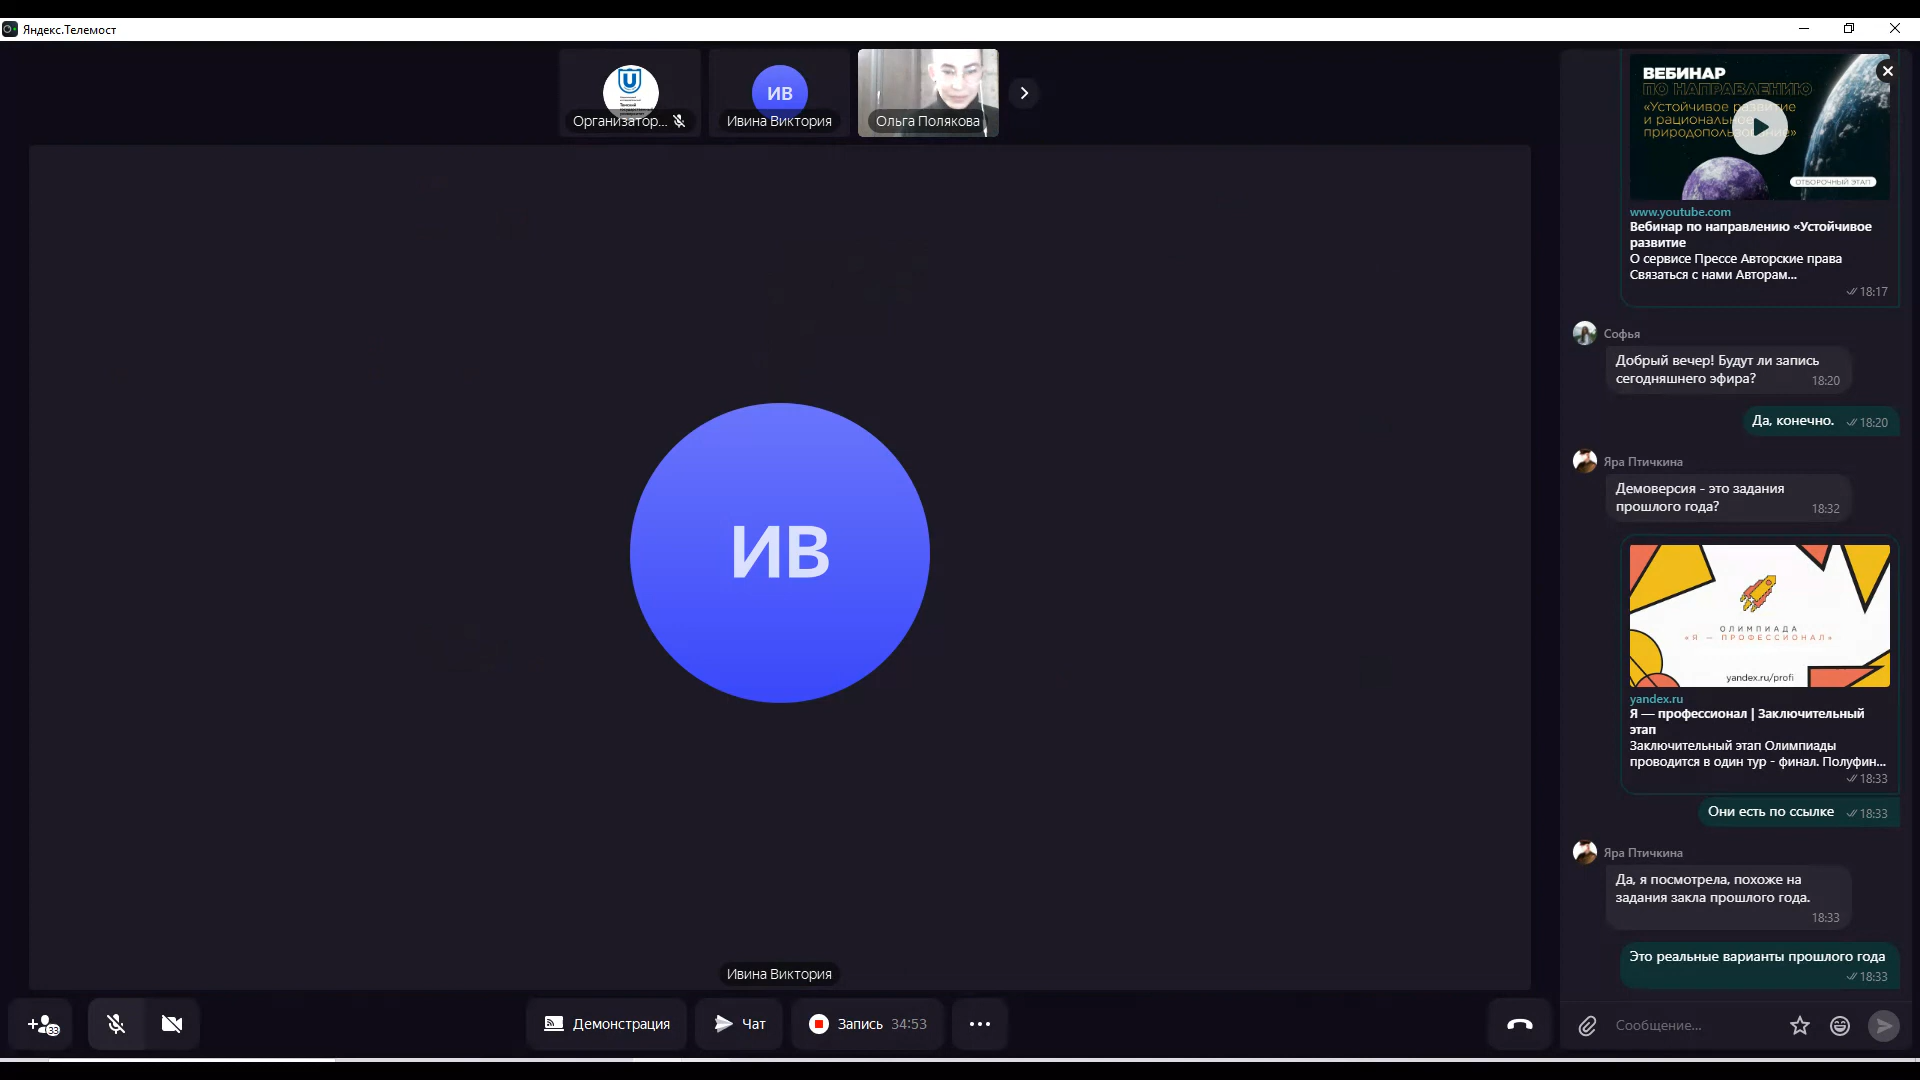 Яндекс.Телемост
Организатор...
ИВ
Ивина Виктория
Ольга Полякова
ИВ
Ивина Виктория
33
Демонстрация
Чат
Запись 34:53
ВЕБИНАР
ПО НАПРАВЛЕНИЮ
«Устойчивое развитие
и рациональное
природопользование»
ОТБОРОЧНЫЙ ЭТАП
www.youtube.com
Вебинар по направлению «Устойчивое
развитие
О сервисе Прессе Авторские права
Связаться с нами Авторам...
18:17
Софья
Добрый вечер! Будут ли запись
сегодняшнего эфира?
18:20
Да, конечно.
18:20
Яра Птичкина
Демоверсия - это задания
прошлого года?
18:32
ОЛИМПИАДА
«Я — ПРОФЕССИОНАЛ»
yandex.ru/profi
yandex.ru
Я — профессионал | Заключительный
этап
Заключительный этап Олимпиады
проводится в один тур - финал. Полуфин...
18:33
Они есть по ссылке
18:33
Яра Птичкина
Да, я посмотрела, похоже на
задания закла прошлого года.
18:33
Это реальные варианты прошлого года
18:33
Сообщение...